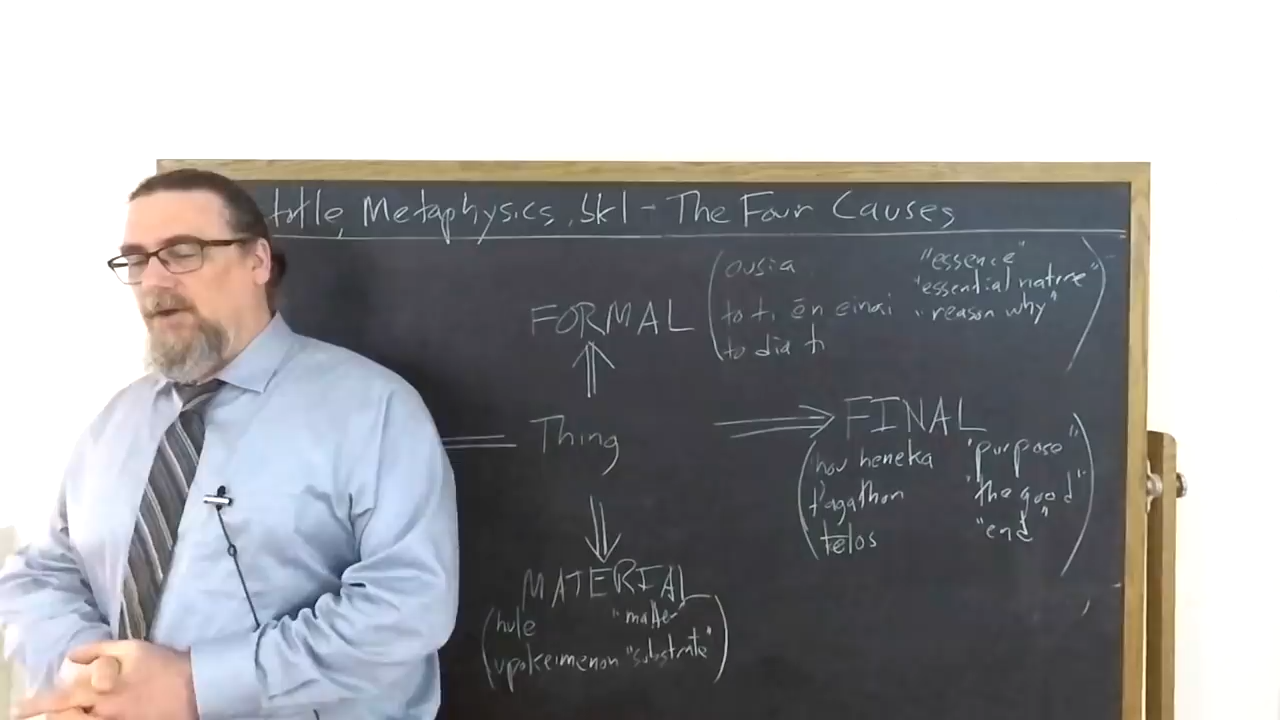 totle, Metaphysics, bk1 - The Four Causes
FORMAL
ousia "essence"
"essential nature"
to ti ēn einai "reason why"
to dia ti
Thing
FINAL
hou heneka "purpose"
tagathon "the good"
telos "end"
MATERIAL
hule "matter
upokeimenon "substrate"